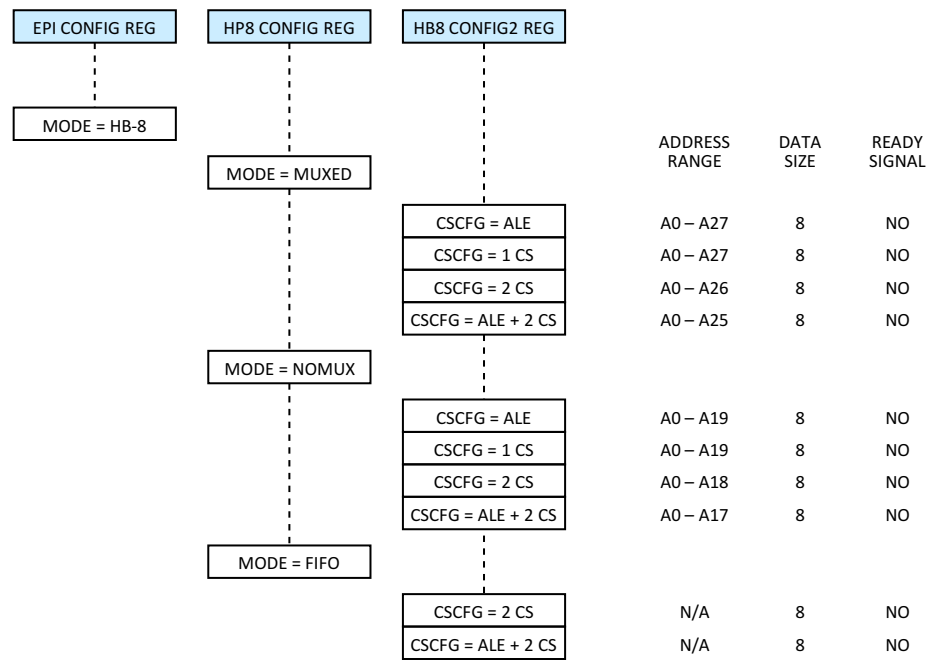 EPI CONFIG REG HP8 CONFIG REG HB8 CONFIG2 REG
MODE = HB-8
ADDRESS RANGE DATA SIZE READY SIGNAL
MODE = MUXED
CSCFG = ALE A0 – A27 8 NO
CSCFG = 1 CS A0 – A27 8 NO
CSCFG = 2 CS A0 – A26 8 NO
CSCFG = ALE + 2 CS A0 – A25 8 NO
MODE = NOMUX
CSCFG = ALE A0 – A19 8 NO
CSCFG = 1 CS A0 – A19 8 NO
CSCFG = 2 CS A0 – A18 8 NO
CSCFG = ALE + 2 CS A0 – A17 8 NO
MODE = FIFO
CSCFG = 2 CS N/A 8 NO
CSCFG = ALE + 2 CS N/A 8 NO